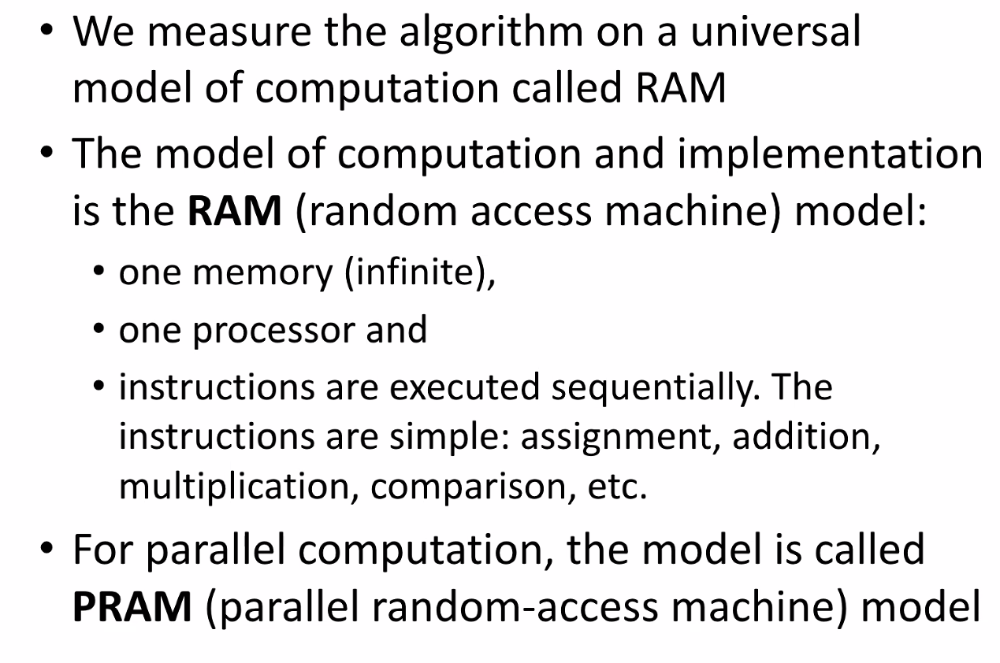 • We measure the algorithm on a universal
model of computation called RAM
• The model of computation and implementation
is the RAM (random access machine) model:
• one memory (infinite),
• one processor and
• instructions are executed sequentially. The
instructions are simple: assignment, addition,
multiplication, comparison, etc.
• For parallel computation, the model is called
PRAM (parallel random-access machine) model